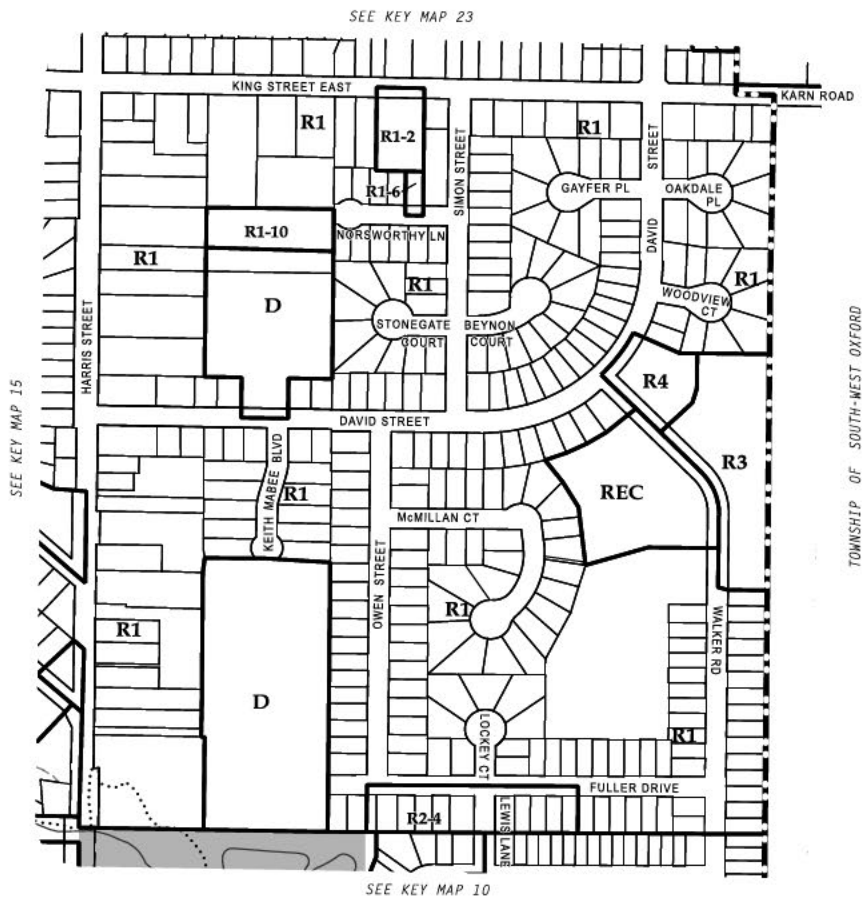 SEE KEY MAP 23
KING STREET EAST
KARN ROAD
R1
R1-2
R1
R1-6
SIMON STREET
STREET
DAVID
GAYFER PL
OAKDALE
PL
R1-10
NORSWORTHY LN
R1
R1
R1
WOODVIEW
CT
D
HARRIS STREET
STONEGATE
COURT
BEYNON
COURT
SEE KEY MAP 15
TOWNSHIP OF SOUTH-WEST OXFORD
R4
DAVID STREET
R3
KEITH MABEE BLVD
R1
REC
McMILLAN CT
OWEN STREET
R1
R1
WALKER RD
D
LOCKEY CT
R1
FULLER DRIVE
R2-4
LEWIS LANE
SEE KEY MAP 10